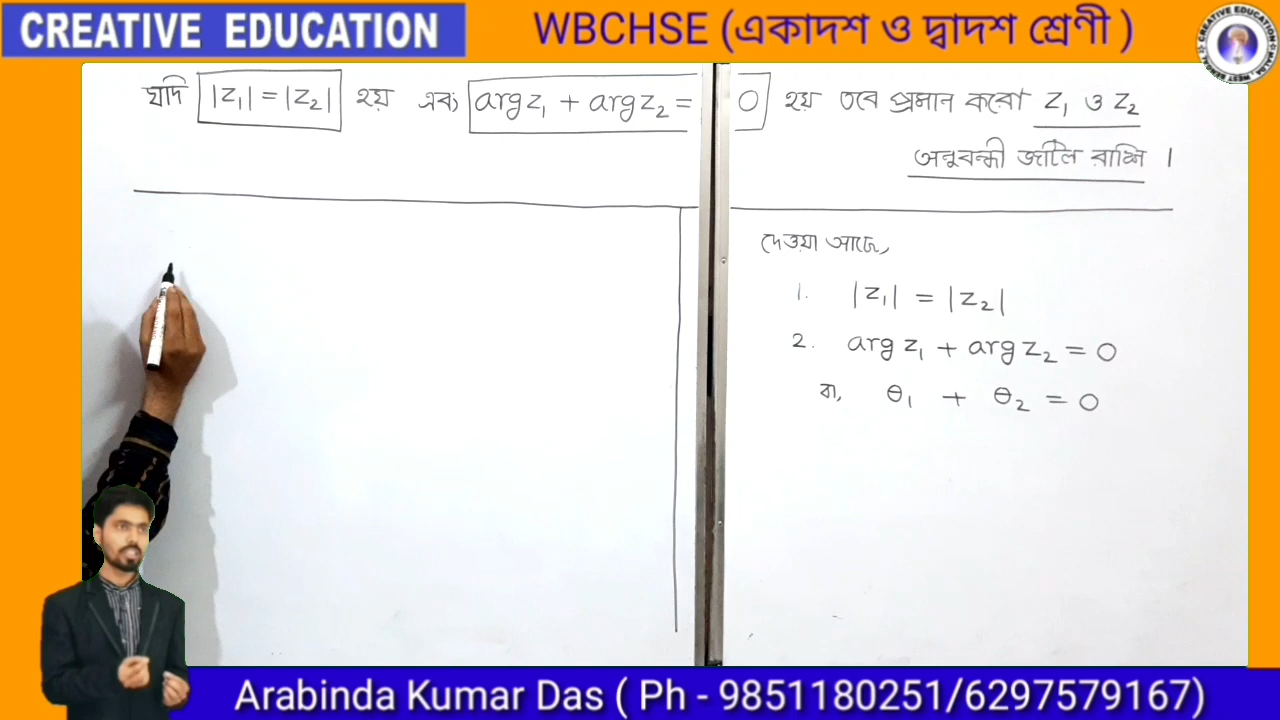 CREATIVE EDUCATION
WBCHSE (একাদশ ও দ্বাদশ শ্রেণী )
CREATIVE EDUCATION
যদি |z₁| = |z₂| হয় এবং arg z₁ + arg z₂ = 0 হয় তবে প্রমান করো z₁ ও z₂
অনুবন্ধী জটিল রাশি ।
দেওয়া আছে,
1. |z₁| = |z₂|
2. arg z₁ + arg z₂ = 0
বা, θ₁ + θ₂ = 0
Arabinda Kumar Das ( Ph - 9851180251/6297579167)